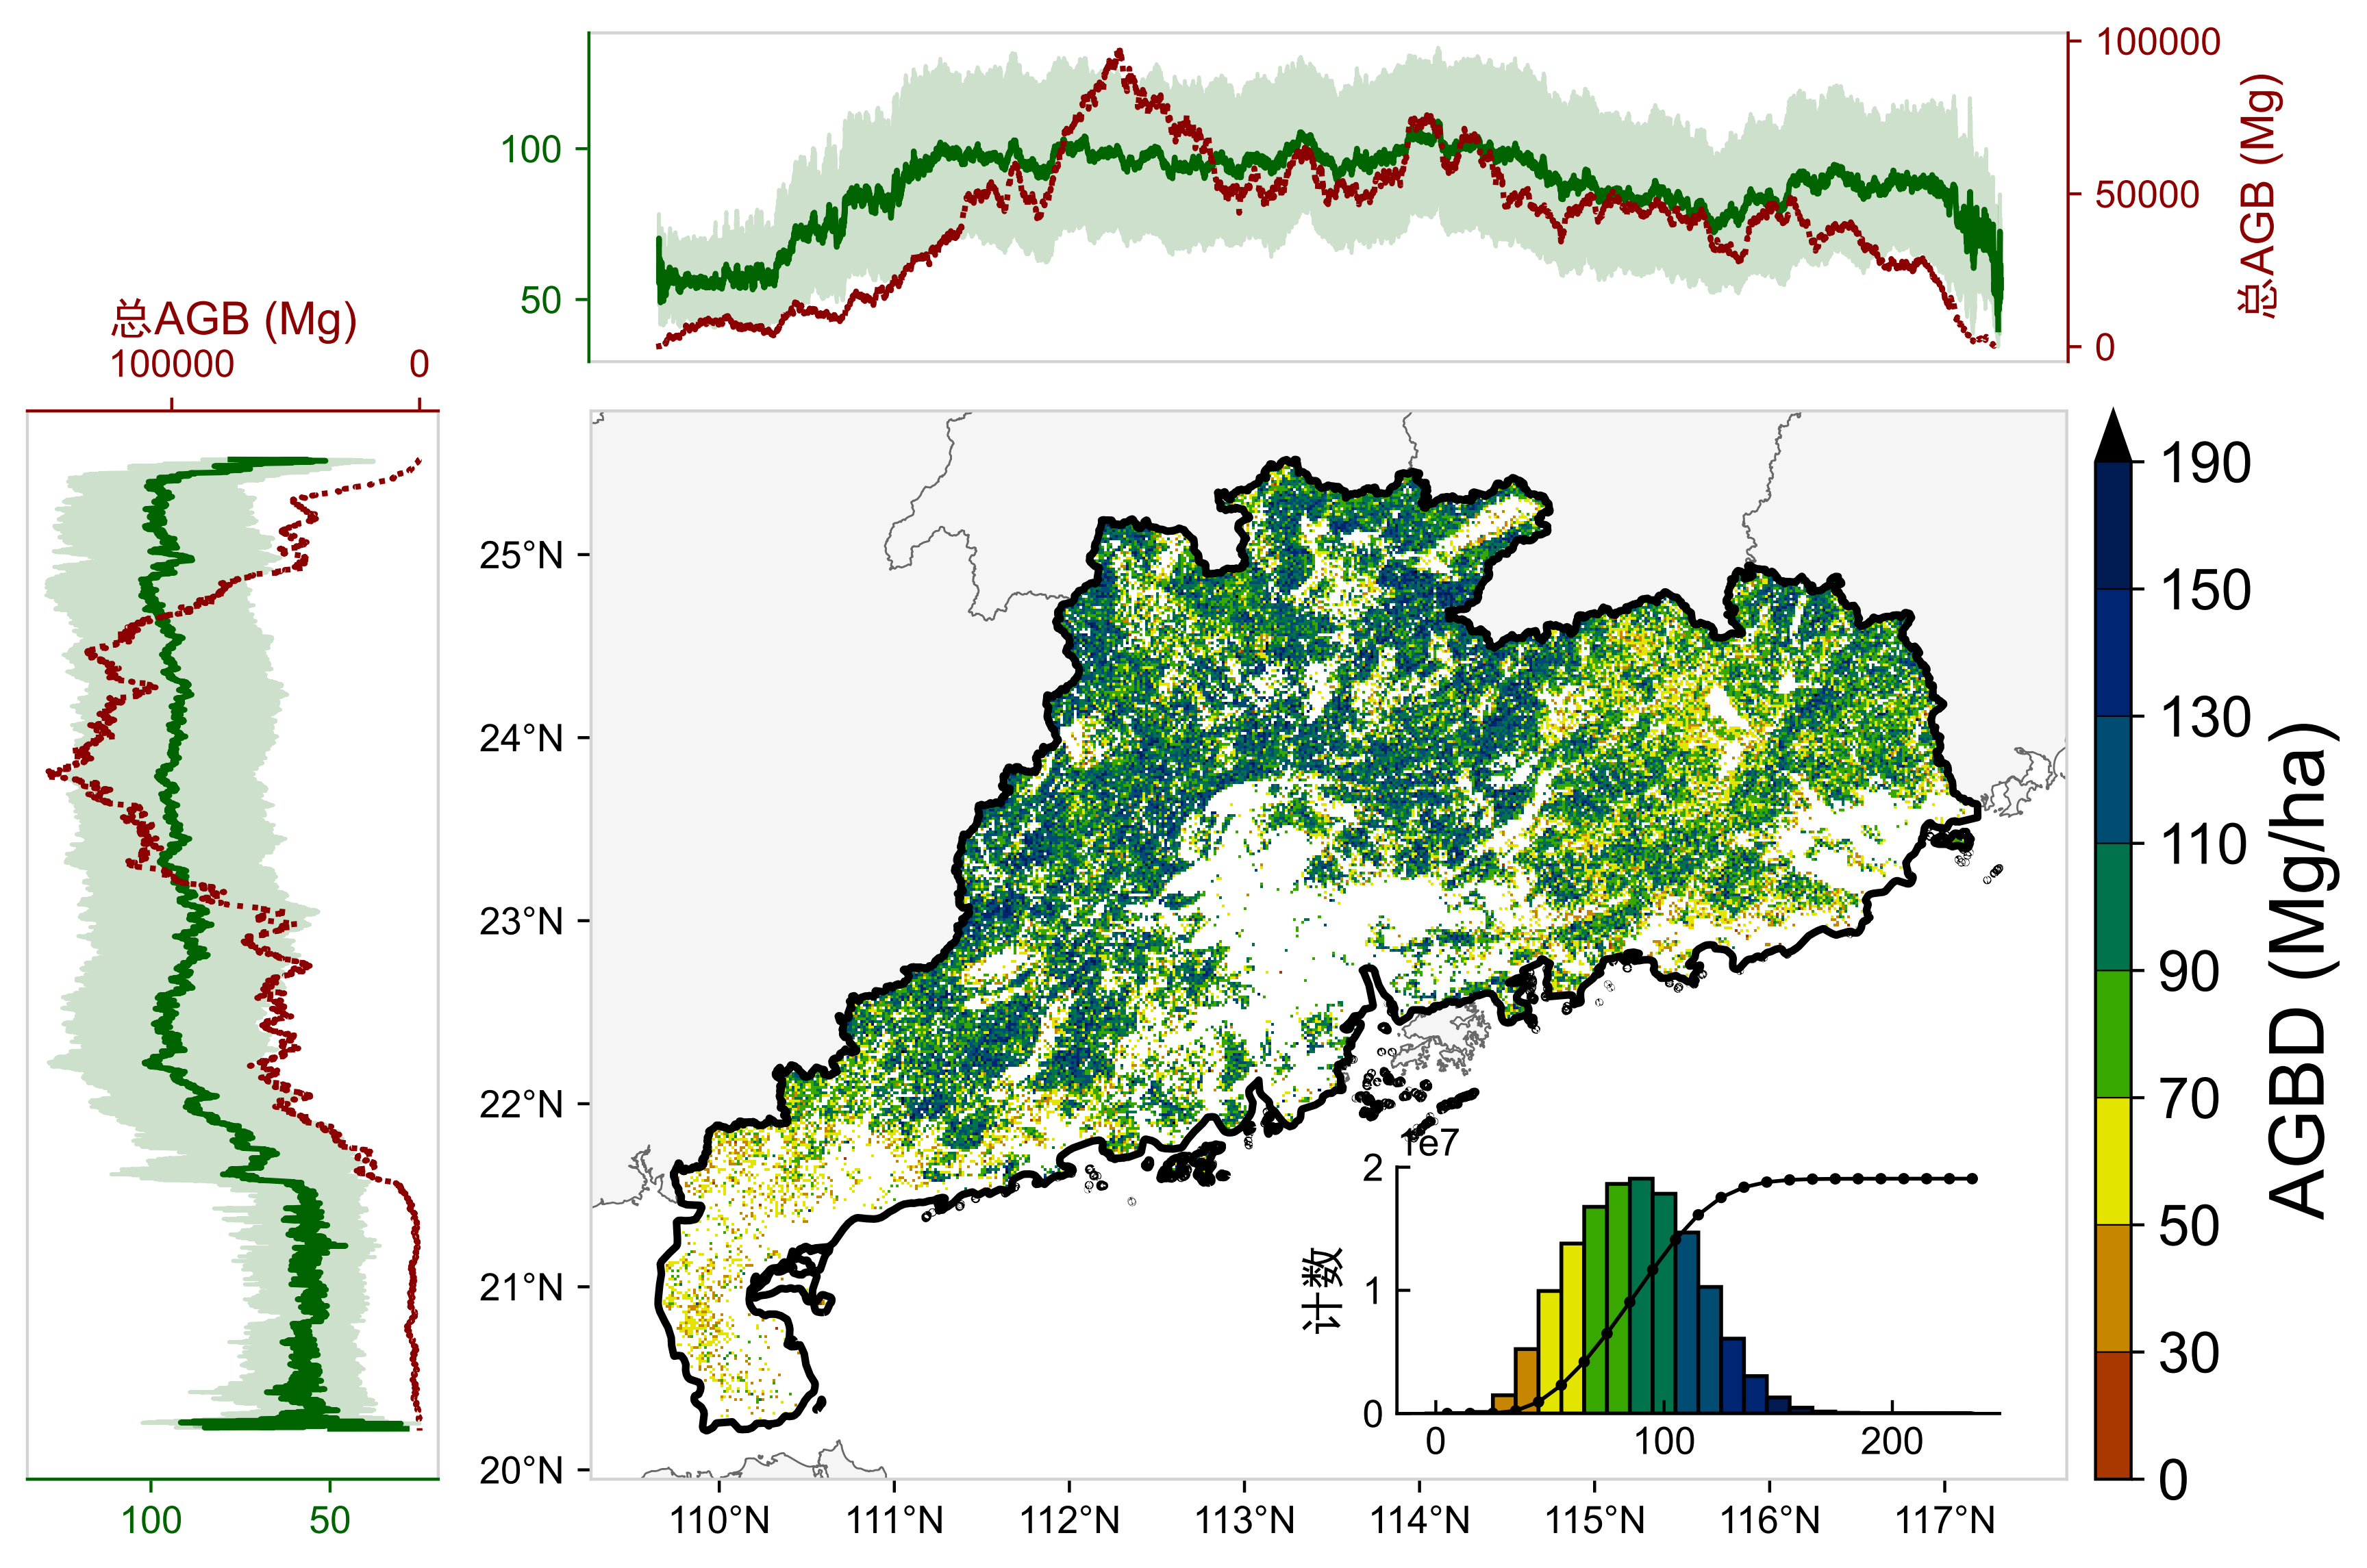 100
50
100000
50000
0
总AGB (Mg)
总AGB (Mg)
100000
0
100
50
25°N
24°N
23°N
22°N
21°N
20°N
110°N
111°N
112°N
113°N
114°N
115°N
116°N
117°N
1e7
2
1
0
计数
0
100
200
190
150
130
110
90
70
50
30
0
AGBD (Mg/ha)